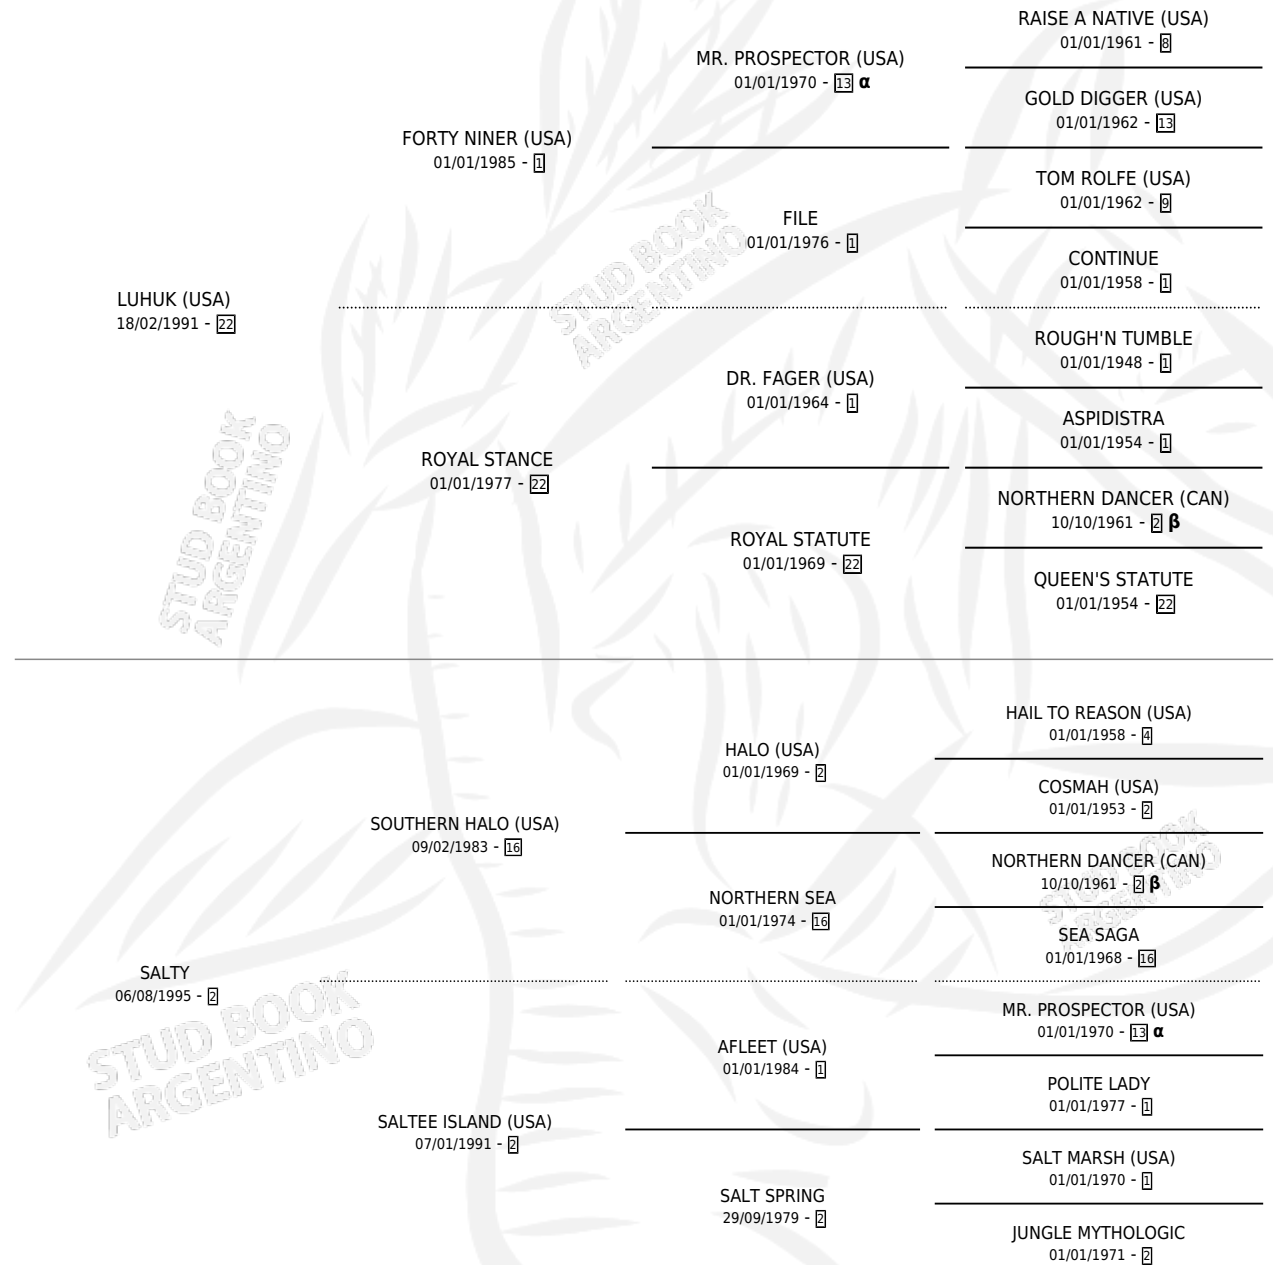 RAISE A NATIVE (USA)
01/01/1961 - 8
MR. PROSPECTOR (USA)
01/01/1970 - 13 α
GOLD DIGGER (USA)
01/01/1962 - 13
FORTY NINER (USA)
01/01/1985 - 1
TOM ROLFE (USA)
01/01/1962 - 9
FILE
01/01/1976 - 1
CONTINUE
01/01/1958 - 1
LUHUK (USA)
18/02/1991 - 22
ROUGH'N TUMBLE
01/01/1948 - 1
DR. FAGER (USA)
01/01/1964 - 1
ASPIDISTRA
01/01/1954 - 1
ROYAL STANCE
01/01/1977 - 22
NORTHERN DANCER (CAN)
10/10/1961 - 2 β
ROYAL STATUTE
01/01/1969 - 22
QUEEN'S STATUTE
01/01/1954 - 22
STUD BOOK
ARGENTINO
STUD BOOK
ARGENTINO
HAIL TO REASON (USA)
01/01/1958 - 4
HALO (USA)
01/01/1969 - 2
COSMAH (USA)
01/01/1953 - 2
SOUTHERN HALO (USA)
09/02/1983 - 16
NORTHERN DANCER (CAN)
10/10/1961 - 2 β
NORTHERN SEA
01/01/1974 - 16
SEA SAGA
01/01/1968 - 16
STUD BOOK
ARGENTINO
SALTY
06/08/1995 - 2
MR. PROSPECTOR (USA)
01/01/1970 - 13 α
AFLEET (USA)
01/01/1984 - 1
POLITE LADY
01/01/1977 - 1
SALTEE ISLAND (USA)
07/01/1991 - 2
SALT MARSH (USA)
01/01/1970 - 1
SALT SPRING
29/09/1979 - 2
JUNGLE MYTHOLOGIC
01/01/1971 - 2
STUD BOOK
ARGENTINO